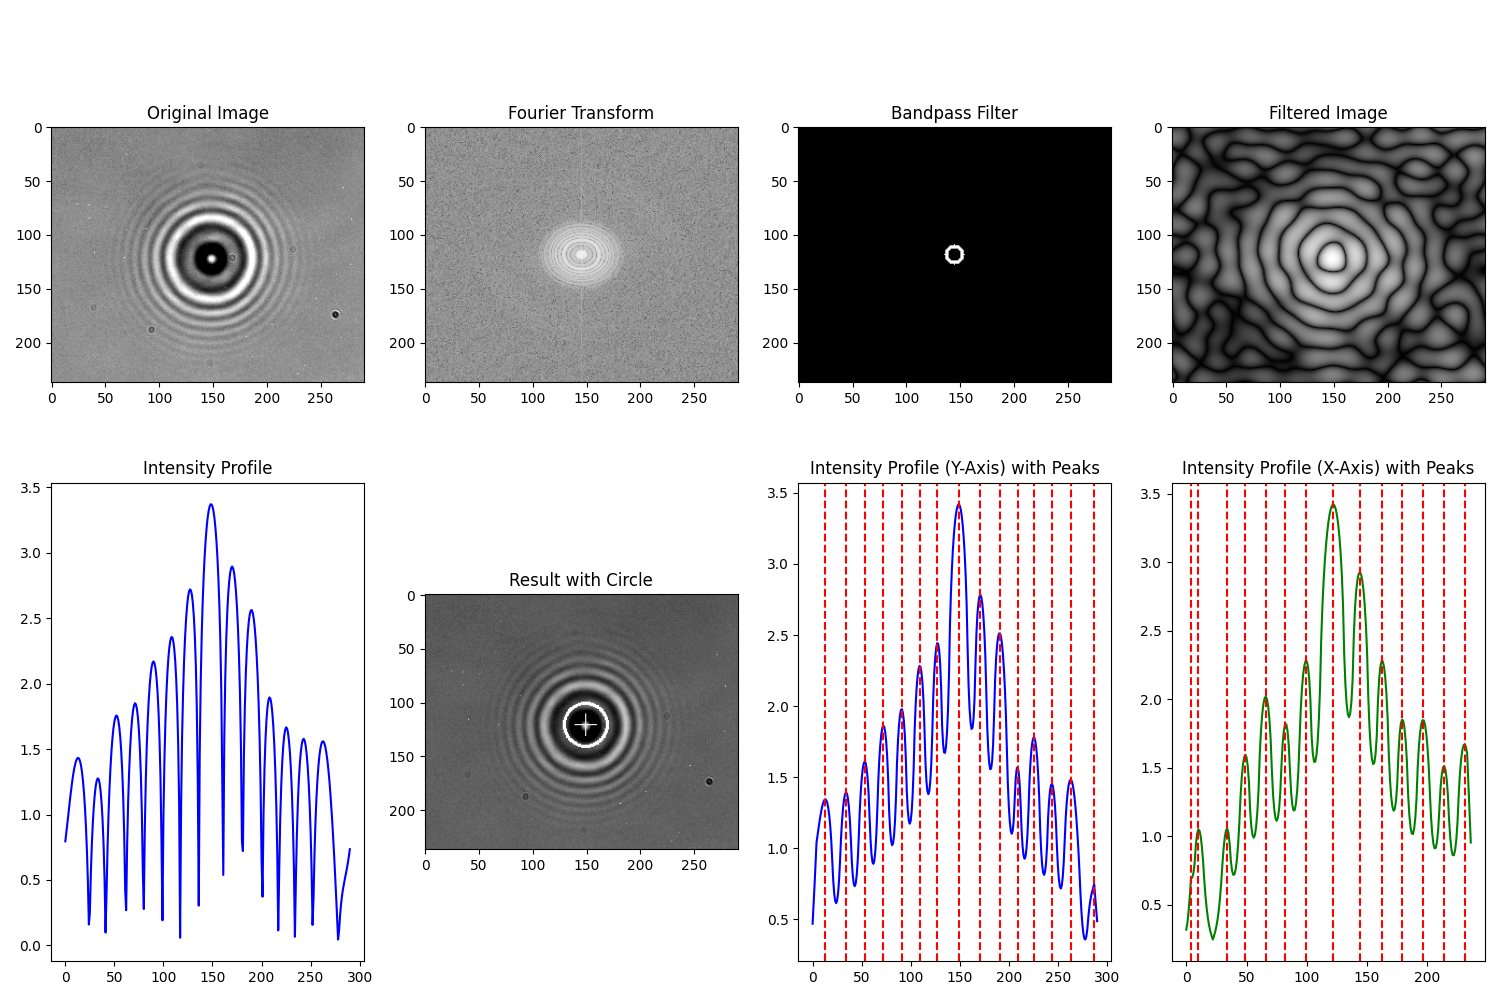 Original Image
Fourier Transform
Bandpass Filter
Filtered Image
0
50
100
150
200
0 50 100 150 200 250
0
50
100
150
200
0 50 100 150 200 250
0
50
100
150
200
0 50 100 150 200 250
0
50
100
150
200
0 50 100 150 200 250
Intensity Profile
3.5
3.0
2.5
2.0
1.5
1.0
0.5
0.0
0 50 100 150 200 250 300
Result with Circle
0
50
100
150
200
0 50 100 150 200 250
Intensity Profile (Y-Axis) with Peaks
3.5
3.0
2.5
2.0
1.5
1.0
0.5
0 50 100 150 200 250 300
Intensity Profile (X-Axis) with Peaks
3.5
3.0
2.5
2.0
1.5
1.0
0.5
0 50 100 150 200